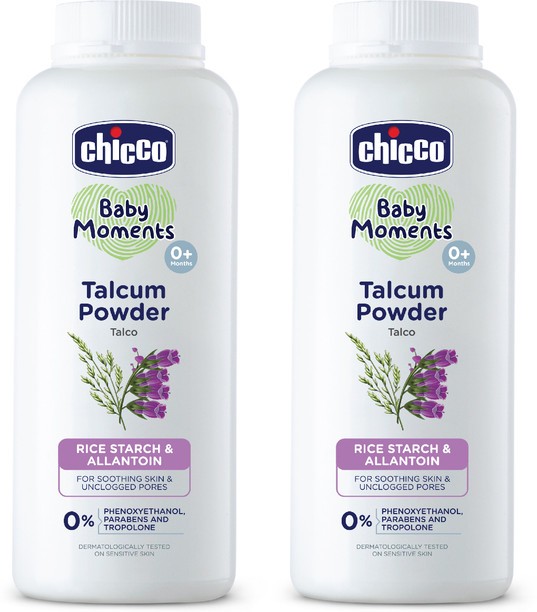 chicco
Baby
Moments
0+
Months
Talcum
Powder
Talco
RICE STARCH &
ALLANTOIN
FOR SOOTHING SKIN &
UNCLOGGED PORES
0%
PHENOXYETHANOL,
PARABENS AND
TROPOLONE
DERMATOLOGICALLY TESTED
ON SENSITIVE SKIN
chicco
Baby
Moments
0+
Months
Talcum
Powder
Talco
RICE STARCH &
ALLANTOIN
FOR SOOTHING SKIN &
UNCLOGGED PORES
0%
PHENOXYETHANOL,
PARABENS AND
TROPOLONE
DERMATOLOGICALLY TESTED
ON SENSITIVE SKIN